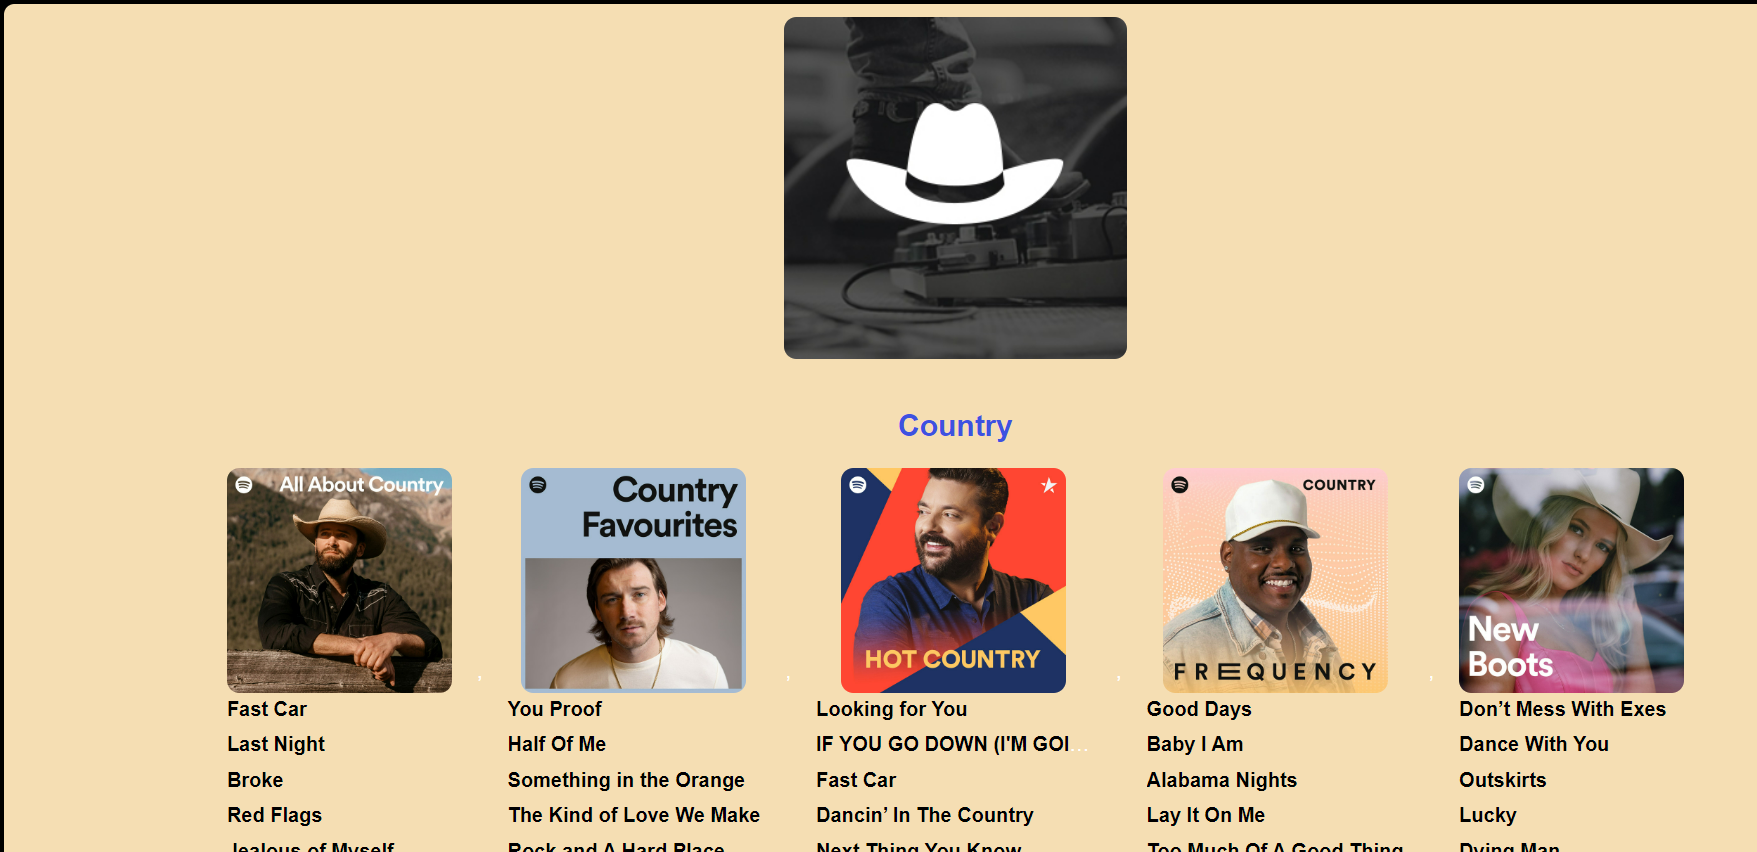 Country
All About Country
Country
Favourites
HOT COUNTRY
COUNTRY
FREQUENCY
New
Boots
,
,
,
,
Fast Car
Last Night
Broke
Red Flags
Jealous of Myself
You Proof
Half Of Me
Something in the Orange
The Kind of Love We Make
Rock and A Hard Place
Looking for You
IF YOU GO DOWN (I'M GOI...
Fast Car
Dancin’ In The Country
Next Thing You Know
Good Days
Baby I Am
Alabama Nights
Lay It On Me
Too Much Of A Good Thing
Don’t Mess With Exes
Dance With You
Outskirts
Lucky
Dying Man